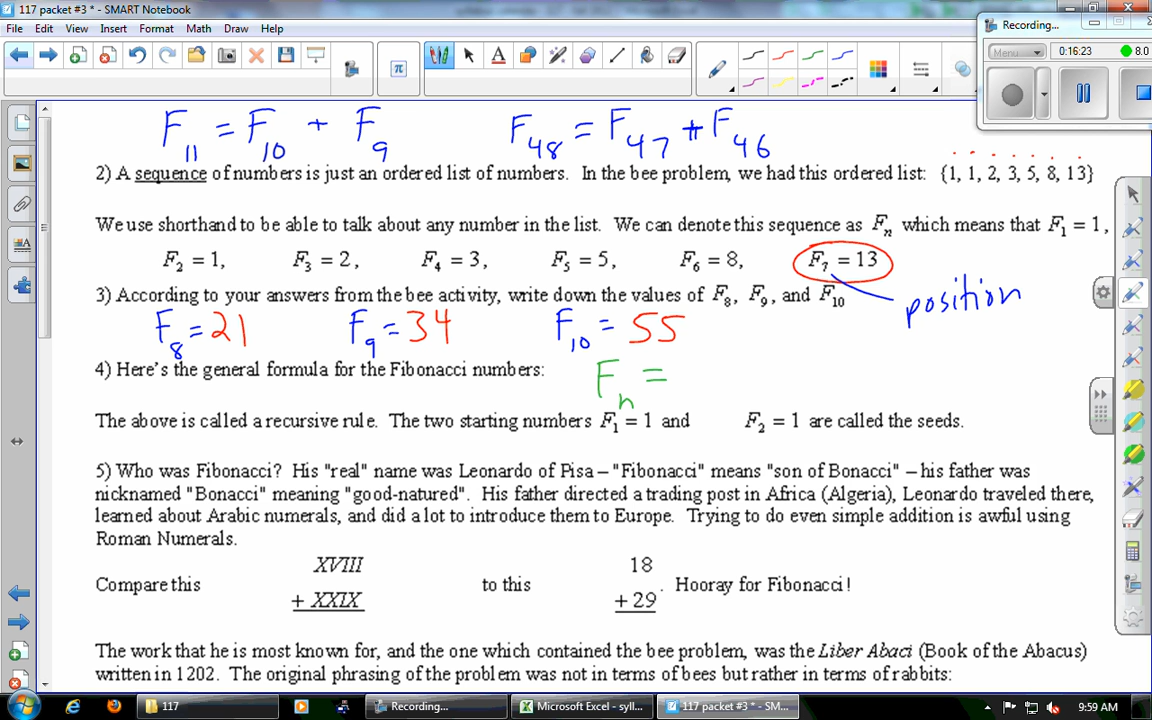 117 packet #3 * - SMART Notebook
File Edit View Insert Format Math Draw Help
Recording...
Menu
0:16:23
8.0
F11 = F10 + F9 F48 = F47 + F46
2) A sequence of numbers is just an ordered list of numbers. In the bee problem, we had this ordered list: {1, 1, 2, 3, 5, 8, 13}
We use shorthand to be able to talk about any number in the list. We can denote this sequence as Fn which means that F1 = 1,
F2 = 1, F3 = 2, F4 = 3, F5 = 5, F6 = 8, F7 = 13
3) According to your answers from the bee activity, write down the values of F8, F9, and F10
position
F8 = 21 F9 = 34 F10 = 55
4) Here's the general formula for the Fibonacci numbers: Fn =
The above is called a recursive rule. The two starting numbers F1 = 1 and F2 = 1 are called the seeds.
5) Who was Fibonacci? His "real" name was Leonardo of Pisa – "Fibonacci" means "son of Bonacci" – his father was
nicknamed "Bonacci" meaning "good-natured". His father directed a trading post in Africa (Algeria), Leonardo traveled there,
learned about Arabic numerals, and did a lot to introduce them to Europe. Trying to do even simple addition is awful using
Roman Numerals.
XVIII 18
Compare this to this . Hooray for Fibonacci!
+ XXIX + 29
The work that he is most known for, and the one which contained the bee problem, was the Liber Abaci (Book of the Abacus)
written in 1202. The original phrasing of the problem was not in terms of bees but rather in terms of rabbits:
117 Recording... Microsoft Excel - syll... 117 packet #3 * - SM... 9:59 AM